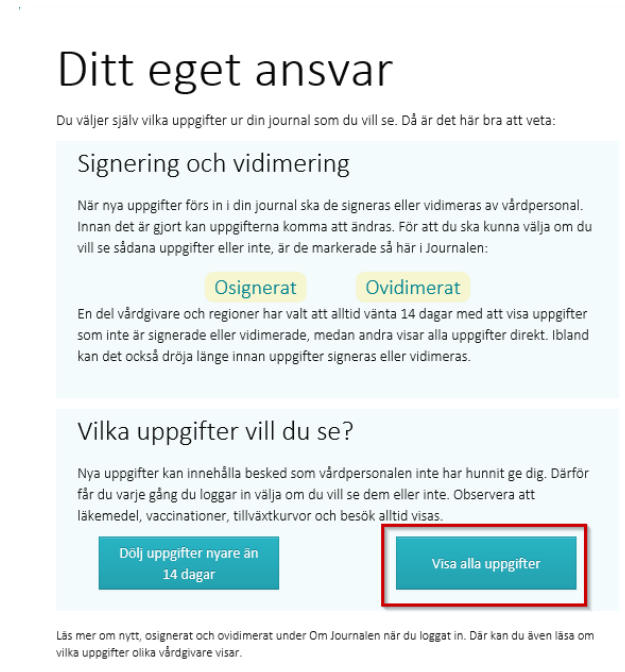 Ditt eget ansvar
Du väljer själv vilka uppgifter ur din journal som du vill se. Då är det här bra att veta:
Signering och vidimering
När nya uppgifter förs in i din journal ska de signeras eller vidimeras av vårdpersonal.
Innan det är gjort kan uppgifterna komma att ändras. För att du ska kunna välja om du
vill se sådana uppgifter eller inte, är de markerade så här i Journalen:
Osignerat Ovidimerat
En del vårdgivare och regioner har valt att alltid vänta 14 dagar med att visa uppgifter
som inte är signerade eller vidimerade, medan andra visar alla uppgifter direkt. Ibland
kan det också dröja länge innan uppgifter signeras eller vidimeras.
Vilka uppgifter vill du se?
Nya uppgifter kan innehålla besked som vårdpersonalen inte har hunnit ge dig. Därför
får du varje gång du loggar in välja om du vill se dem eller inte. Observera att
läkemedel, vaccinationer, tillväxtkurvor och besök alltid visas.
Dölj uppgifter nyare än
14 dagar
Visa alla uppgifter
Läs mer om nytt, osignerat och ovidimerat under Om Journalen när du loggat in. Där kan du även läsa om
vilka uppgifter olika vårdgivare visar.